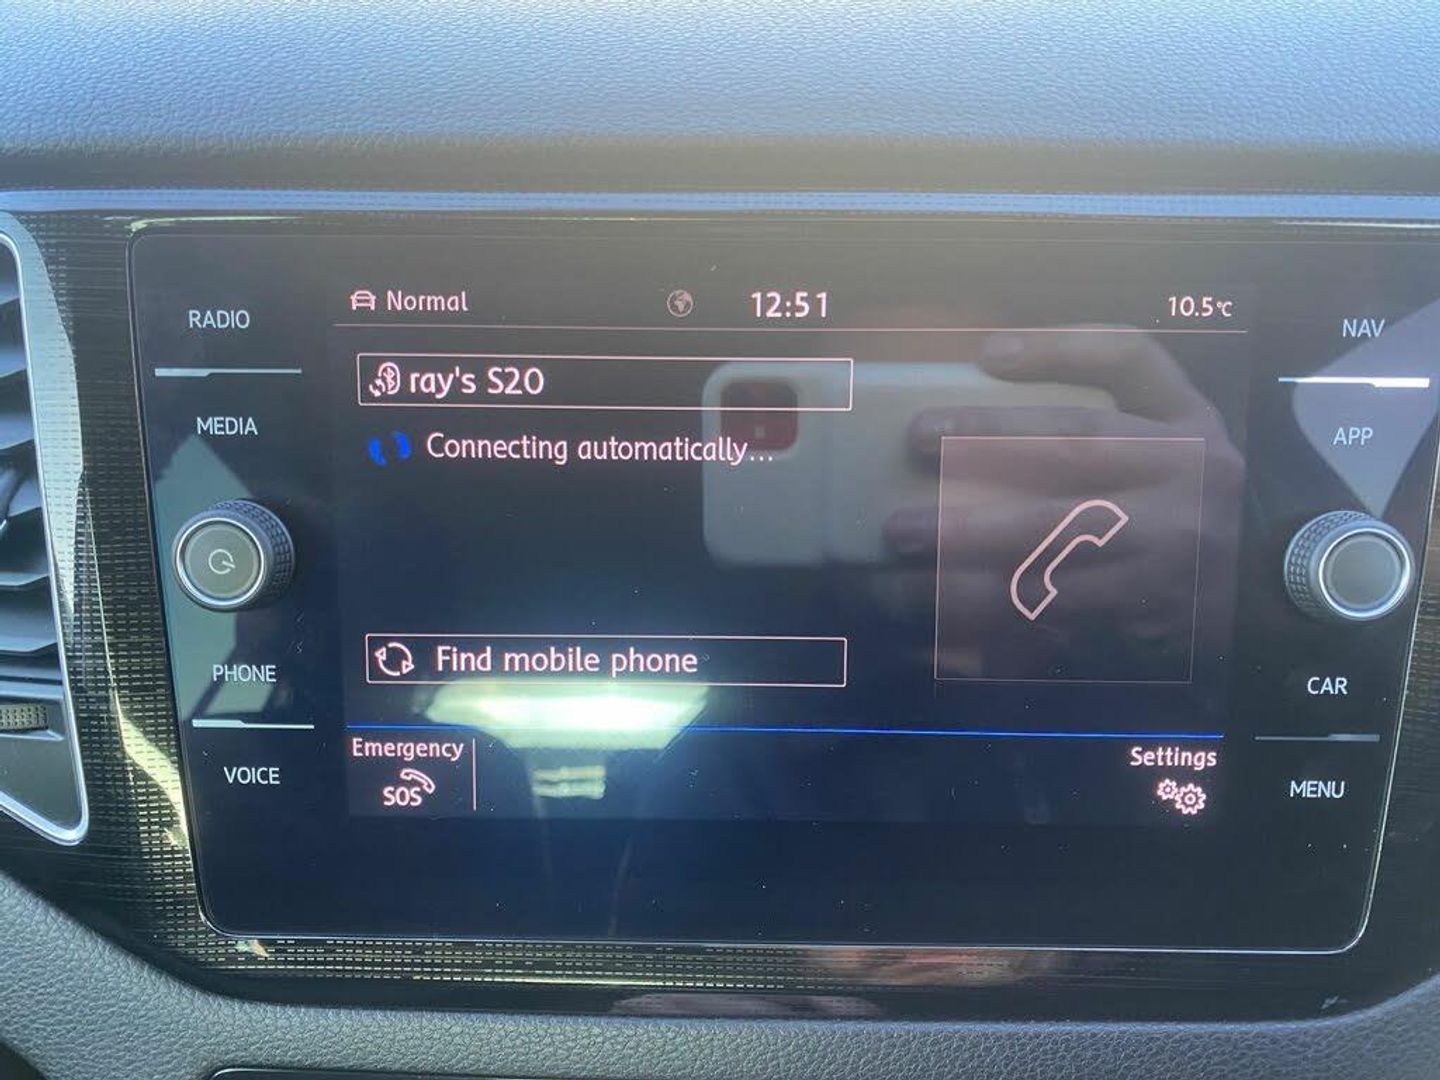 RADIO
MEDIA
PHONE
VOICE
Normal
12:51
10.5°C
ray's S20
Connecting automatically...
Find mobile phone
Emergency
SOS
Settings
NAV
APP
CAR
MENU